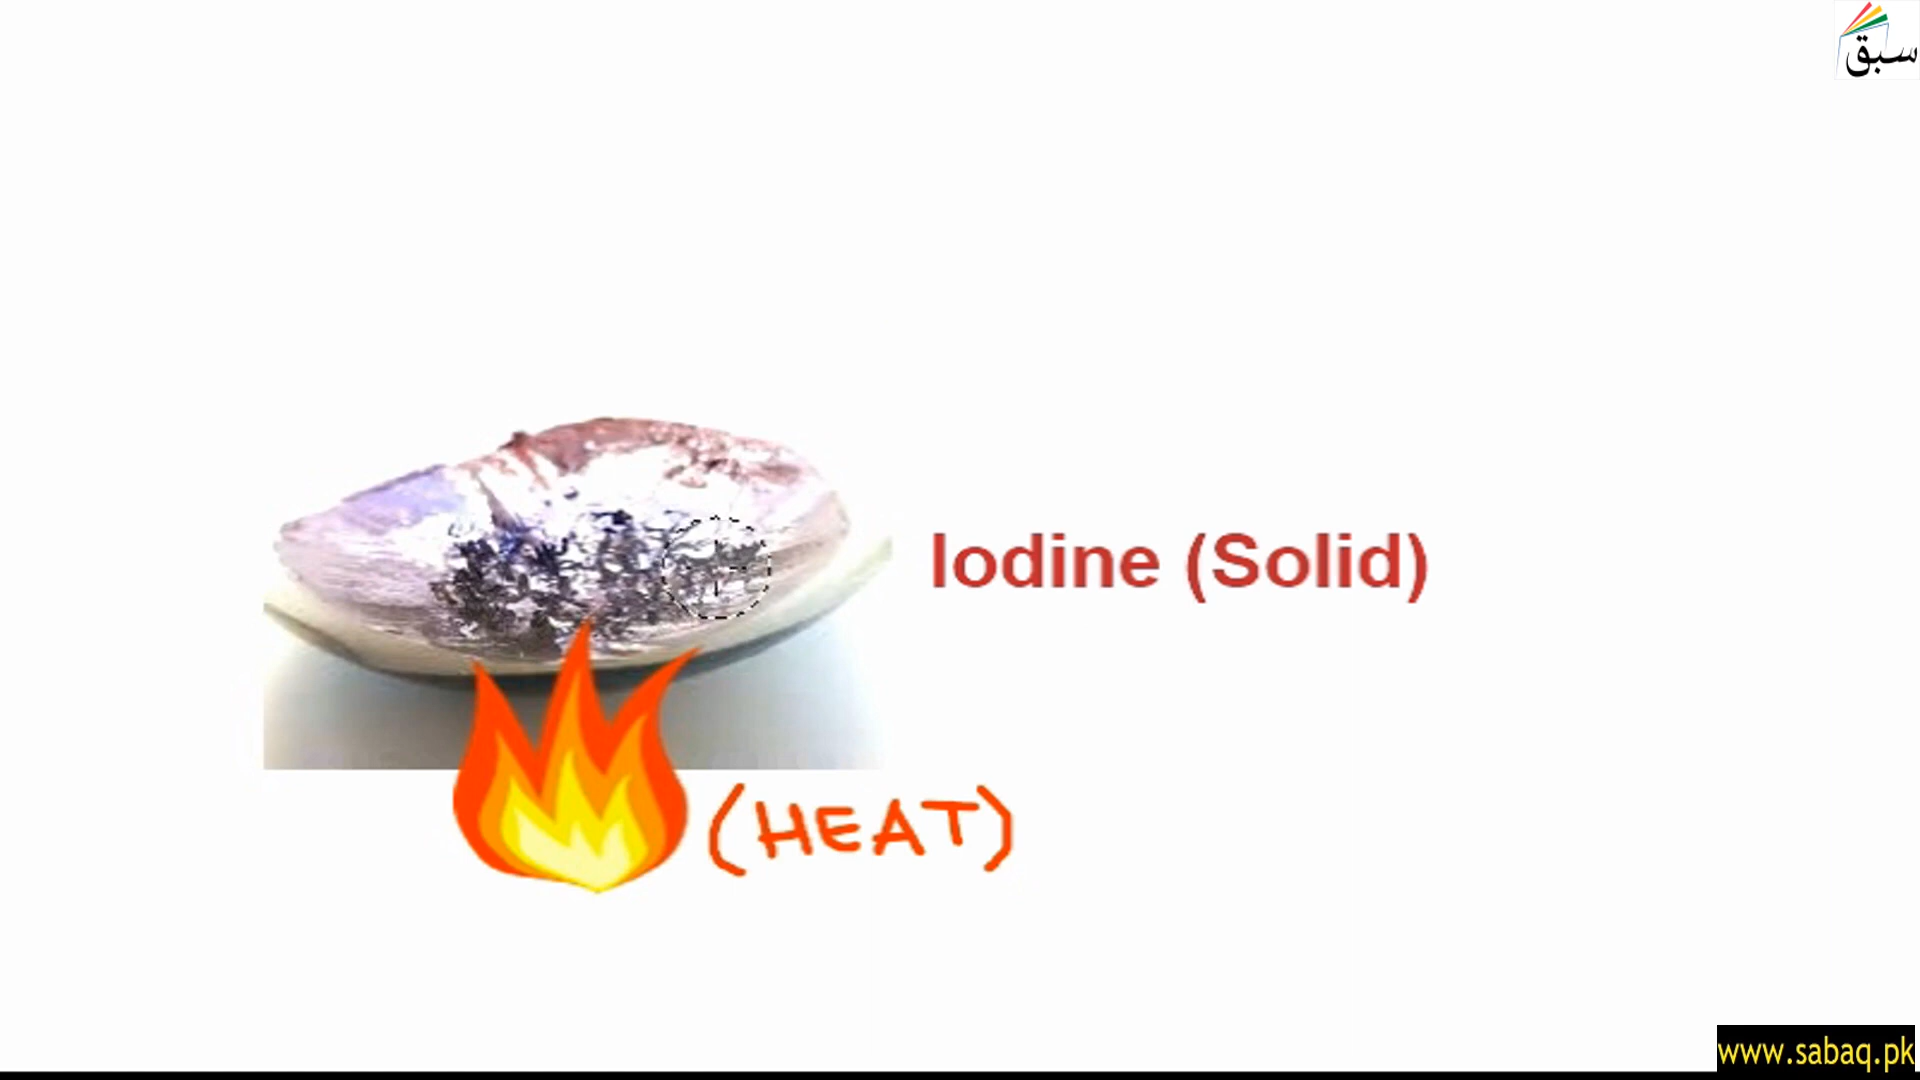 سبق
Iodine (Solid)
(HEAT)
www.sabaq.pk